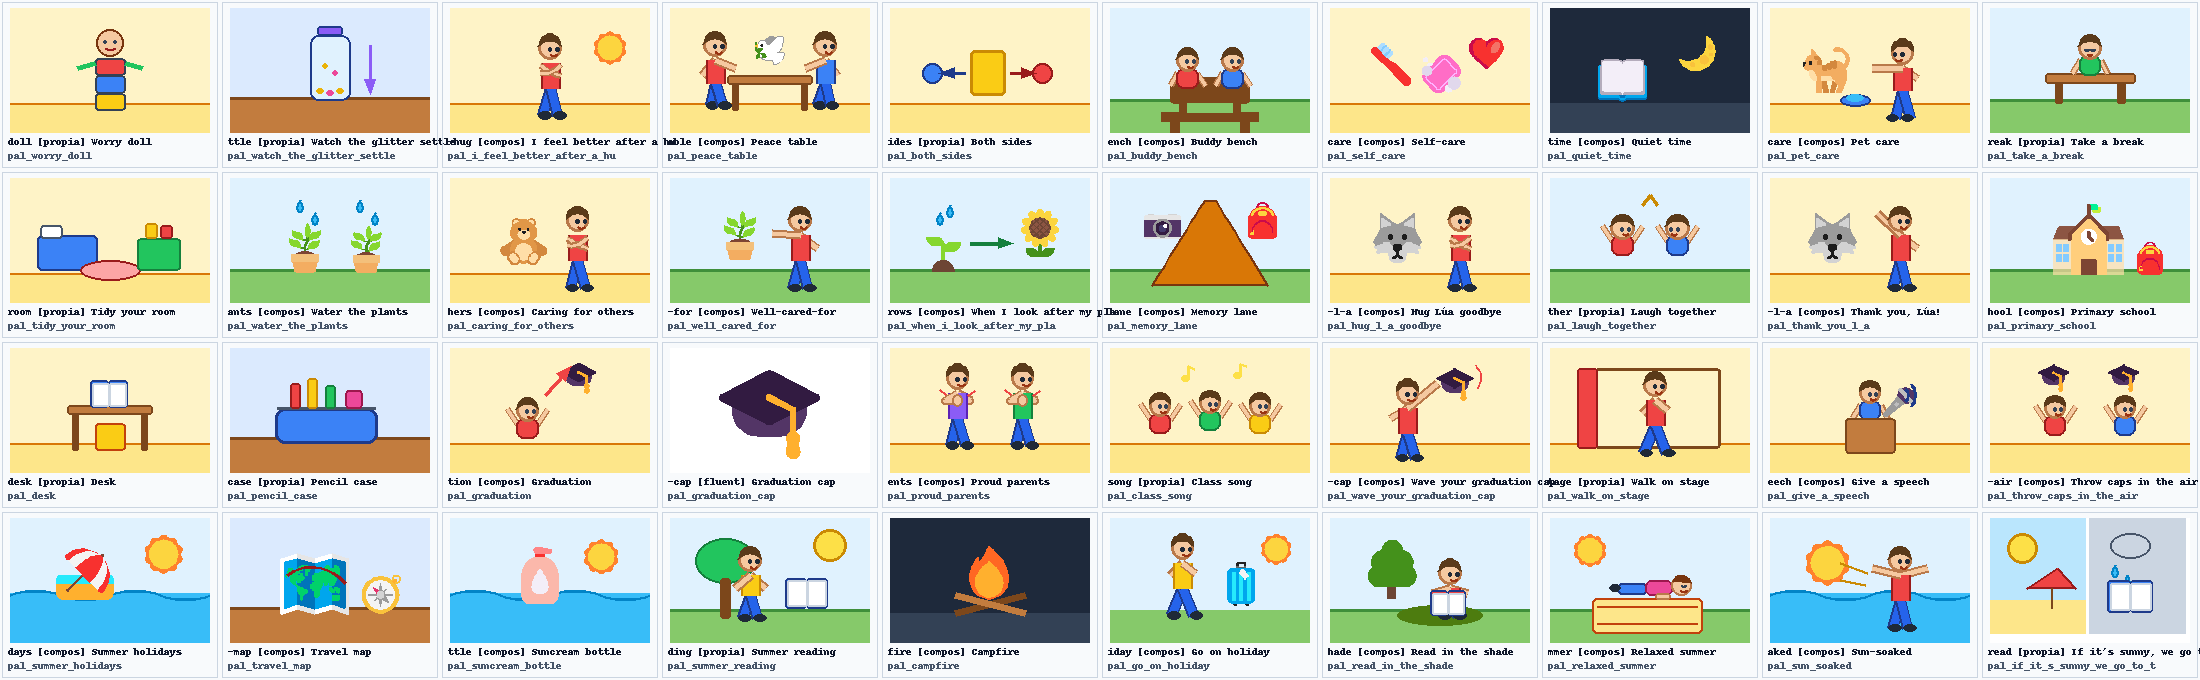 doll [propia] Worry doll
pal_worry_doll
ttle [propia] Watch the glitter settle
pal_watch_the_glitter_settle
hug [compos] I feel better after a hu
pal_i_feel_better_after_a_hu
able [compos] Peace table
pal_peace_table
ides [propia] Both sides
pal_both_sides
ench [compos] Buddy bench
pal_buddy_bench
care [compos] Self-care
pal_self_care
time [compos] Quiet time
pal_quiet_time
care [compos] Pet care
pal_pet_care
reak [propia] Take a break
pal_take_a_break
room [propia] Tidy your room
pal_tidy_your_room
ants [compos] Water the plants
pal_water_the_plants
hers [compos] Caring for others
pal_caring_for_others
-for [compos] Well-cared-for
pal_well_cared_for
rows [compos] When I look after my pl
pal_when_i_look_after_my_pla
lane [compos] Memory lane
pal_memory_lane
-l-a [compos] Hug Lúa goodbye
pal_hug_l_a_goodbye
ther [propia] Laugh together
pal_laugh_together
-l-a [compos] Thank you, Lúa!
pal_thank_you_l_a
hool [compos] Primary school
pal_primary_school
desk [propia] Desk
pal_desk
case [propia] Pencil case
pal_pencil_case
tion [compos] Graduation
pal_graduation
-cap [fluent] Graduation cap
pal_graduation_cap
ents [compos] Proud parents
pal_proud_parents
song [propia] Class song
pal_class_song
-cap [compos] Wave your graduation cap
pal_wave_your_graduation_cap
tage [propia] Walk on stage
pal_walk_on_stage
eech [compos] Give a speech
pal_give_a_speech
-air [compos] Throw caps in the air
pal_throw_caps_in_the_air
days [compos] Summer holidays
pal_summer_holidays
-map [compos] Travel map
pal_travel_map
ttle [compos] Suncream bottle
pal_suncream_bottle
ding [propia] Summer reading
pal_summer_reading
fire [compos] Campfire
pal_campfire
iday [compos] Go on holiday
pal_go_on_holiday
hade [compos] Read in the shade
pal_read_in_the_shade
mmer [compos] Relaxed summer
pal_relaxed_summer
aked [compos] Sun-soaked
pal_sun_soaked
read [propia] If it's sunny, we go t
pal_if_it_s_sunny_we_go_to_t